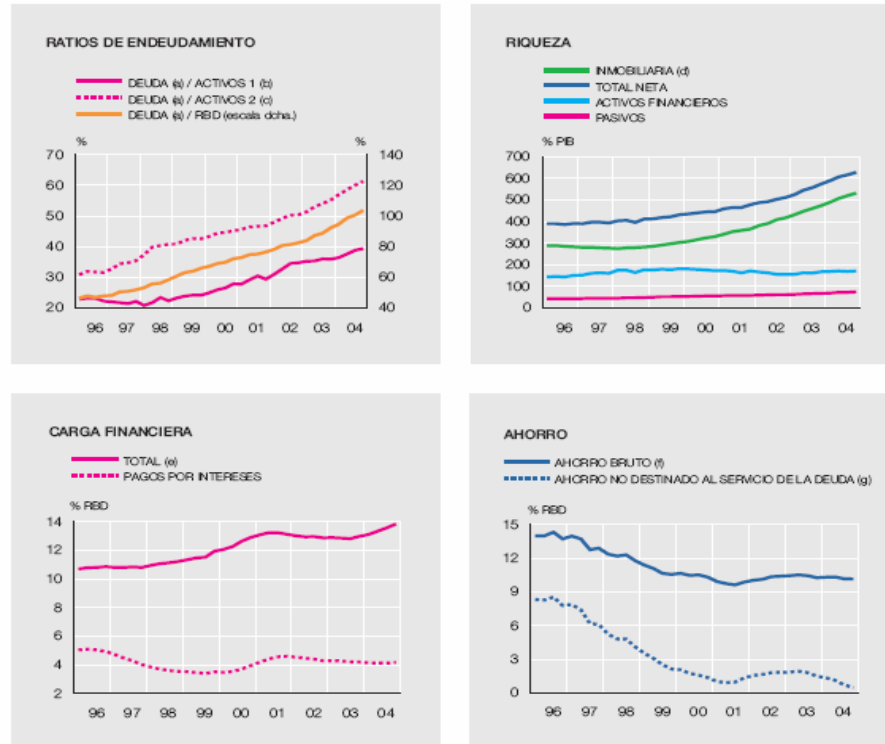 RATIOS DE ENDEUDAMIENTO
DEUDA (a) / ACTIVOS 1 (b)
DEUDA (a) / ACTIVOS 2 (c)
DEUDA (a) / RBD (escala dcha.)
% %
70 140
60 120
50 100
40 80
30 60
20 40
96 97 98 99 00 01 02 03 04
RIQUEZA
INMOBILIARIA (d)
TOTAL NETA
ACTIVOS FINANCIEROS
PASIVOS
% PIB
700
600
500
400
300
200
100
0
96 97 98 99 00 01 02 03 04
CARGA FINANCIERA
TOTAL (e)
PAGOS POR INTERESES
% RBD
14
12
10
8
6
4
2
96 97 98 99 00 01 02 03 04
AHORRO
AHORRO BRUTO (f)
AHORRO NO DESTINADO AL SERVICIO DE LA DEUDA (g)
% RBD
15
12
9
6
3
0
96 97 98 99 00 01 02 03 04